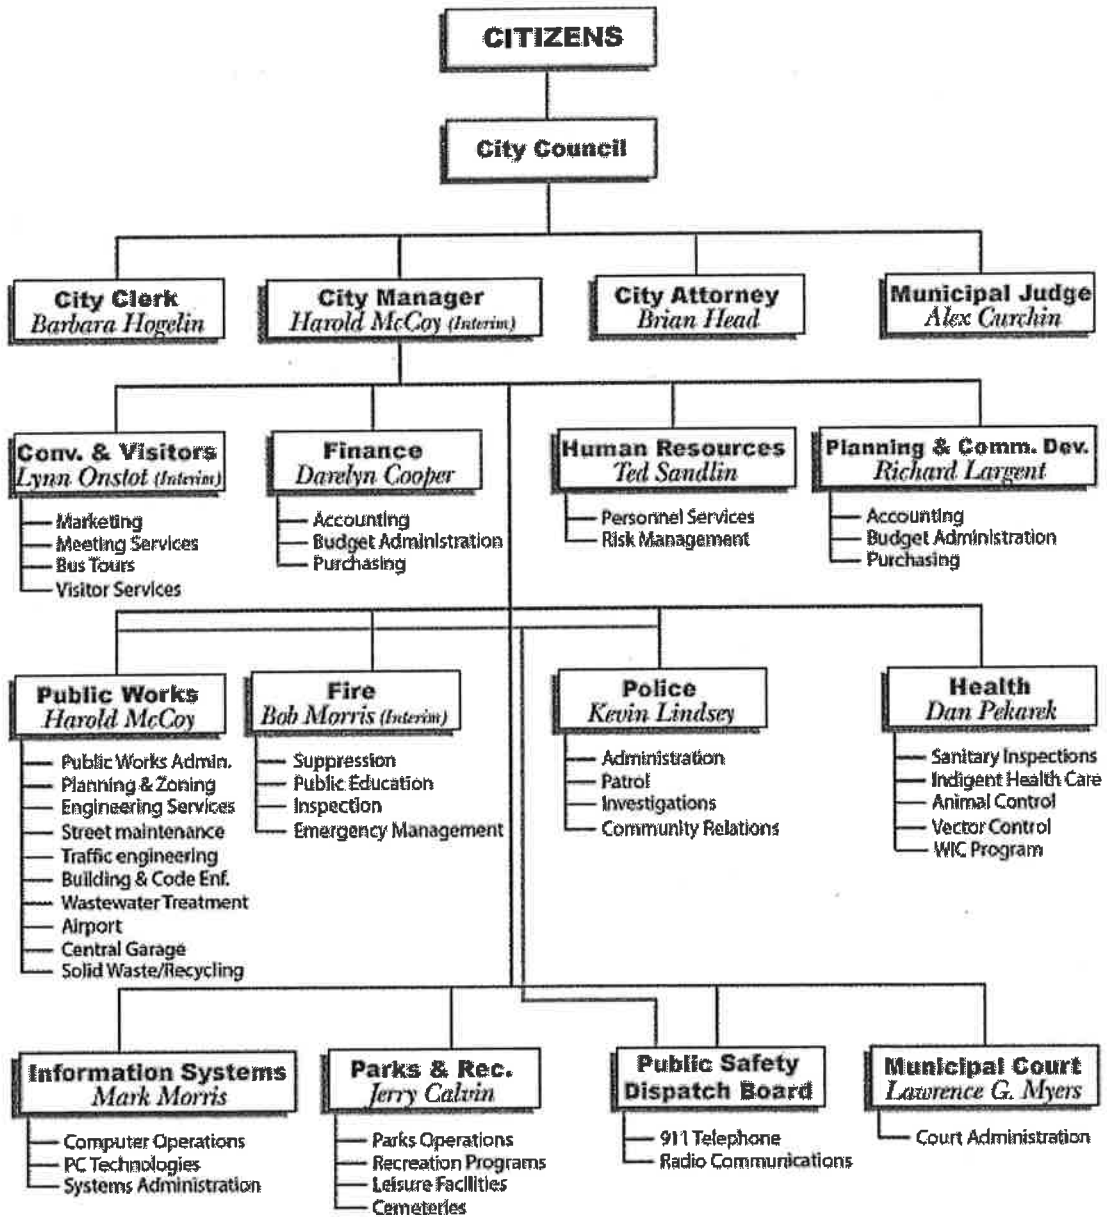 CITIZENS
City Council
City Clerk
Barbara Hogelin
City Manager
Harold McCoy (Interim)
City Attorney
Brian Head
Municipal Judge
Alex Curchin
Conv. & Visitors
Lynn Onstot (Interim)
Marketing
Meeting Services
Bus Tours
Visitor Services
Finance
Darelyn Cooper
Accounting
Budget Administration
Purchasing
Human Resources
Ted Sandlin
Personnel Services
Risk Management
Planning & Comm. Dev.
Richard Largent
Accounting
Budget Administration
Purchasing
Public Works
Harold McCoy
Public Works Admin.
Planning & Zoning
Engineering Services
Street maintenance
Traffic engineering
Building & Code Enf.
Wastewater Treatment
Airport
Central Garage
Solid Waste/Recycling
Fire
Bob Morris (Interim)
Suppression
Public Education
Inspection
Emergency Management
Police
Kevin Lindsey
Administration
Patrol
Investigations
Community Relations
Health
Dan Pekarek
Sanitary Inspections
Indigent Health Care
Animal Control
Vector Control
WIC Program
Information Systems
Mark Morris
Computer Operations
PC Technologies
Systems Administration
Parks & Rec.
Jerry Calvin
Parks Operations
Recreation Programs
Leisure Facilities
Cemeteries
Public Safety
Dispatch Board
911 Telephone
Radio Communications
Municipal Court
Lawrence G. Myers
Court Administration